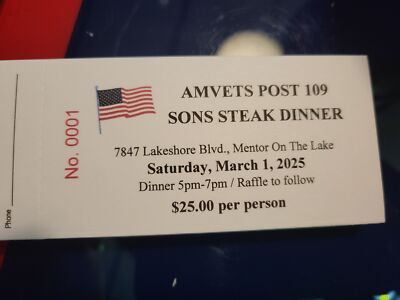 AMVETS POST 109
SONS STEAK DINNER
7847 Lakeshore Blvd., Mentor On The Lake
Saturday, March 1, 2025
Dinner 5pm-7pm / Raffle to follow
$25.00 per person
No. 0001
Phone